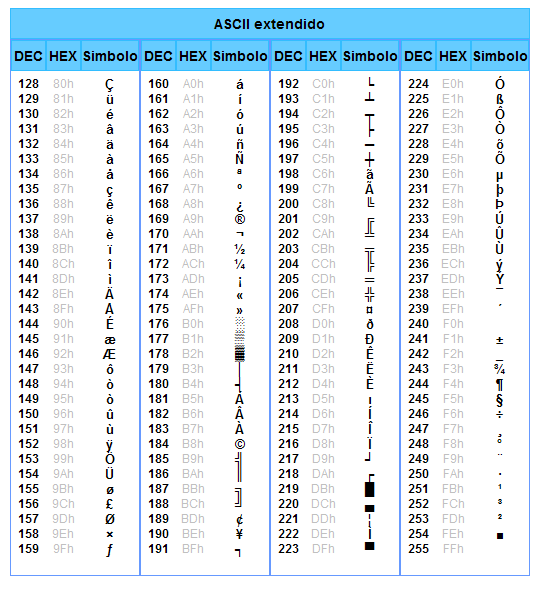 ASCII extendido
DEC HEX Simbolo DEC HEX Simbolo DEC HEX Simbolo DEC HEX Simbolo
128 80h Ç 160 A0h á 192 C0h └ 224 E0h Ó
129 81h ü 161 A1h í 193 C1h ┴ 225 E1h ß
130 82h é 162 A2h ó 194 C2h ┬ 226 E2h Ô
131 83h â 163 A3h ú 195 C3h ├ 227 E3h Ò
132 84h ä 164 A4h ñ 196 C4h ─ 228 E4h õ
133 85h à 165 A5h Ñ 197 C5h ┼ 229 E5h Õ
134 86h å 166 A6h ª 198 C6h ã 230 E6h µ
135 87h ç 167 A7h º 199 C7h Ã 231 E7h þ
136 88h ê 168 A8h ¿ 200 C8h ╚ 232 E8h Þ
137 89h ë 169 A9h ® 201 C9h ╔ 233 E9h Ú
138 8Ah è 170 AAh ¬ 202 CAh ╩ 234 EAh Û
139 8Bh ï 171 ABh ½ 203 CBh ╦ 235 EBh Ù
140 8Ch î 172 ACh ¼ 204 CCh ╠ 236 ECh ý
141 8Dh ì 173 ADh ¡ 205 CDh ═ 237 EDh Ý
142 8Eh Ä 174 AEh « 206 CEh ╬ 238 EEh ¯
143 8Fh Å 175 AFh » 207 CFh ¤ 239 EFh ´
144 90h É 176 B0h ░ 208 D0h ð 240 F0h
145 91h æ 177 B1h ▒ 209 D1h Ð 241 F1h ±
146 92h Æ 178 B2h ▓ 210 D2h Ê 242 F2h _
147 93h ô 179 B3h │ 211 D3h Ë 243 F3h ¾
148 94h ö 180 B4h ┤ 212 D4h È 244 F4h ¶
149 95h ò 181 B5h Á 213 D5h ı 245 F5h §
150 96h û 182 B6h Â 214 D6h Í 246 F6h ÷
151 97h ù 183 B7h À 215 D7h Î 247 F7h ¸
152 98h ÿ 184 B8h © 216 D8h Ï 248 F8h °
153 99h Ö 185 B9h ╣ 217 D9h ┘ 249 F9h ¨
154 9Ah Ü 186 BAh ║ 218 DAh ┌ 250 FAh ·
155 9Bh ø 187 BBh ╗ 219 DBh █ 251 FBh ¹
156 9Ch £ 188 BCh ╝ 220 DCh ▄ 252 FCh ³
157 9Dh Ø 189 BDh ¢ 221 DDh ¦ 253 FDh ²
158 9Eh × 190 BEh ¥ 222 DEh Ì 254 FEh ■
159 9Fh ƒ 191 BFh ┐ 223 DFh ▀ 255 FFh